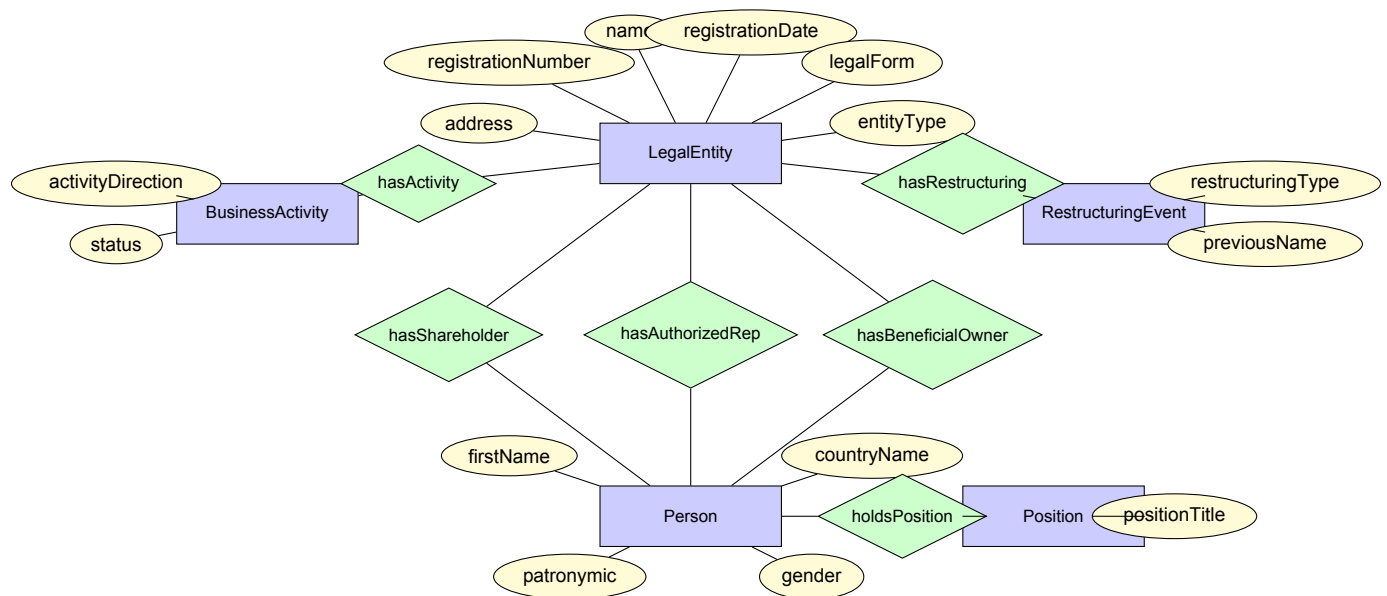 name
registrationDate
registrationNumber
legalForm
address
entityType
LegalEntity
activityDirection
hasActivity
hasRestructuring
restructuringType
BusinessActivity
RestructuringEvent
status
previousName
hasShareholder
hasAuthorizedRep
hasBeneficialOwner
firstName
countryName
Person
holdsPosition
Position
positionTitle
patronymic
gender